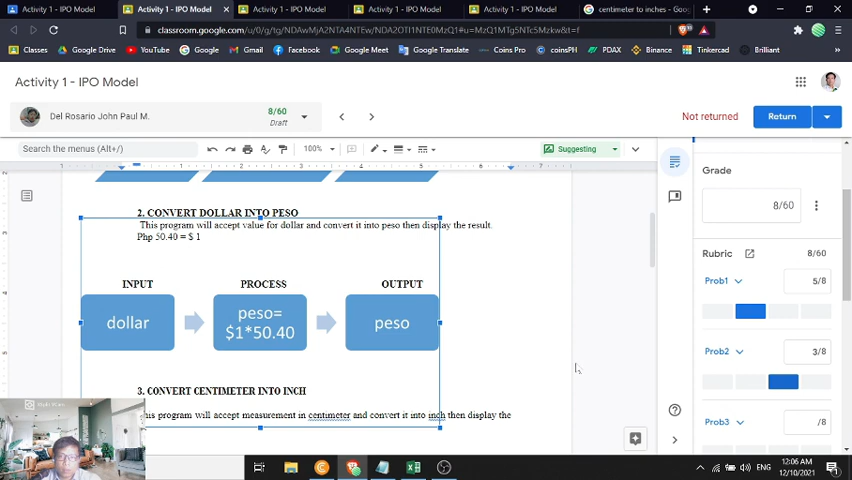 Activity 1 - IPO Model
Activity 1 - IPO Model
Activity 1 - IPO Model
Activity 1 - IPO Model
Activity 1 - IPO Model
centimeter to inches - Goo
classroom.google.com/u/0/g/tg/NDAwMjA2NTA4NTEw/NDA2OTI1NTE0MzQ1#u=MzQ1MTg5NTc5Mzkw&t=f
Classes
Google Drive
YouTube
Google
Gmail
Facebook
Google Meet
Google Translate
Coins Pro
coinsPH
PDAX
Binance
Tinkercad
Brilliant
Activity 1 - IPO Model
Del Rosario John Paul M.
8/60
Draft
Not returned
Return
Search the menus (Alt+/)
100%
Suggesting
2. CONVERT DOLLAR INTO PESO
This program will accept value for dollar and convert it into peso then display the result.
Php 50.40 = $ 1
INPUT
PROCESS
OUTPUT
dollar
peso=
$1*50.40
peso
3. CONVERT CENTIMETER INTO INCH
This program will accept measurement in centimeter and convert it into inch then display the
Grade
8/60
Rubric
8/60
Prob1
5/8
Prob2
3/8
Prob3
/8
ENG
12:06 AM
12/10/2021